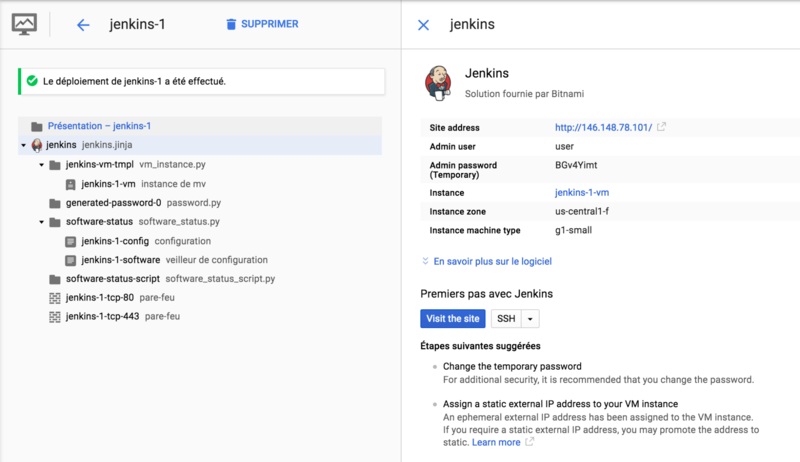 jenkins-1
SUPPRIMER
Le déploiement de jenkins-1 a été effectué.
Présentation – jenkins-1
jenkins jenkins.jinja
jenkins-vm-tmpl vm_instance.py
jenkins-1-vm instance de mv
generated-password-0 password.py
software-status software_status.py
jenkins-1-config configuration
jenkins-1-software veilleur de configuration
software-status-script software_status_script.py
jenkins-1-tcp-80 pare-feu
jenkins-1-tcp-443 pare-feu
jenkins
Jenkins
Solution fournie par Bitnami
Site address http://146.148.78.101/
Admin user user
Admin password BGv4Yimt
(Temporary)
Instance jenkins-1-vm
Instance zone us-central1-f
Instance machine type g1-small
En savoir plus sur le logiciel
Premiers pas avec Jenkins
Visit the site SSH
Étapes suivantes suggérées
Change the temporary password
For additional security, it is recommended that you change the password.
Assign a static external IP address to your VM instance
An ephemeral external IP address has been assigned to the VM instance.
If you require a static external IP address, you may promote the address to
static. Learn more